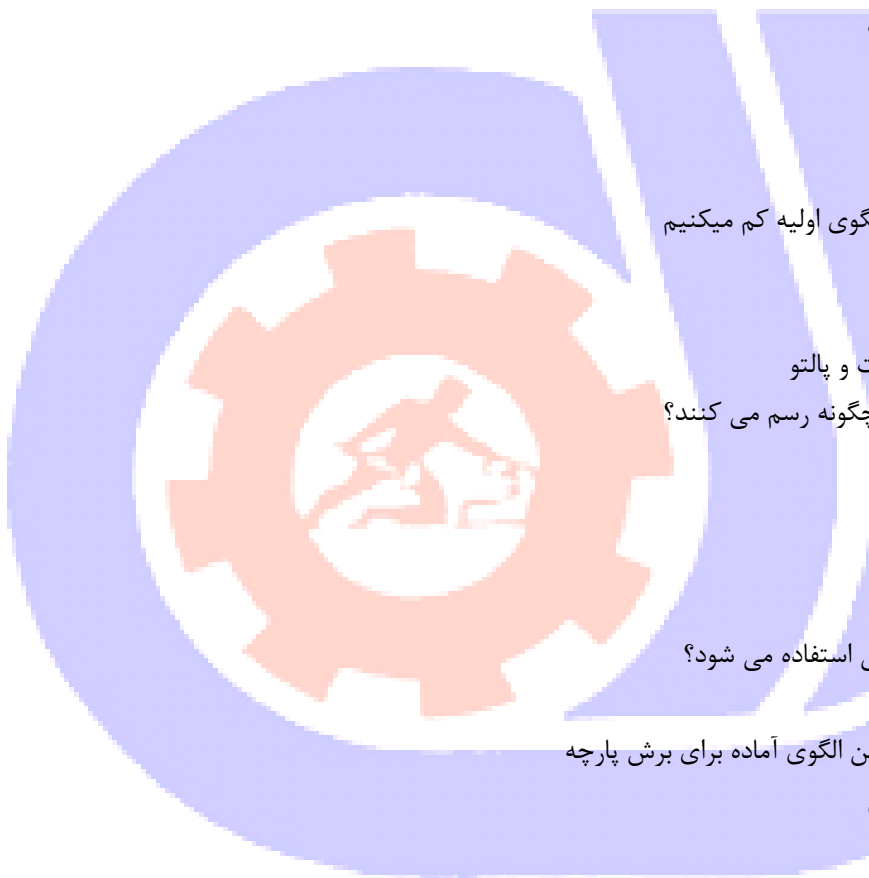 گوی اولیه کم میکنیم
و پالتو
چگونه رسم می کنند؟
استفاده می شود؟
الگوی آماده برای برش پارچه